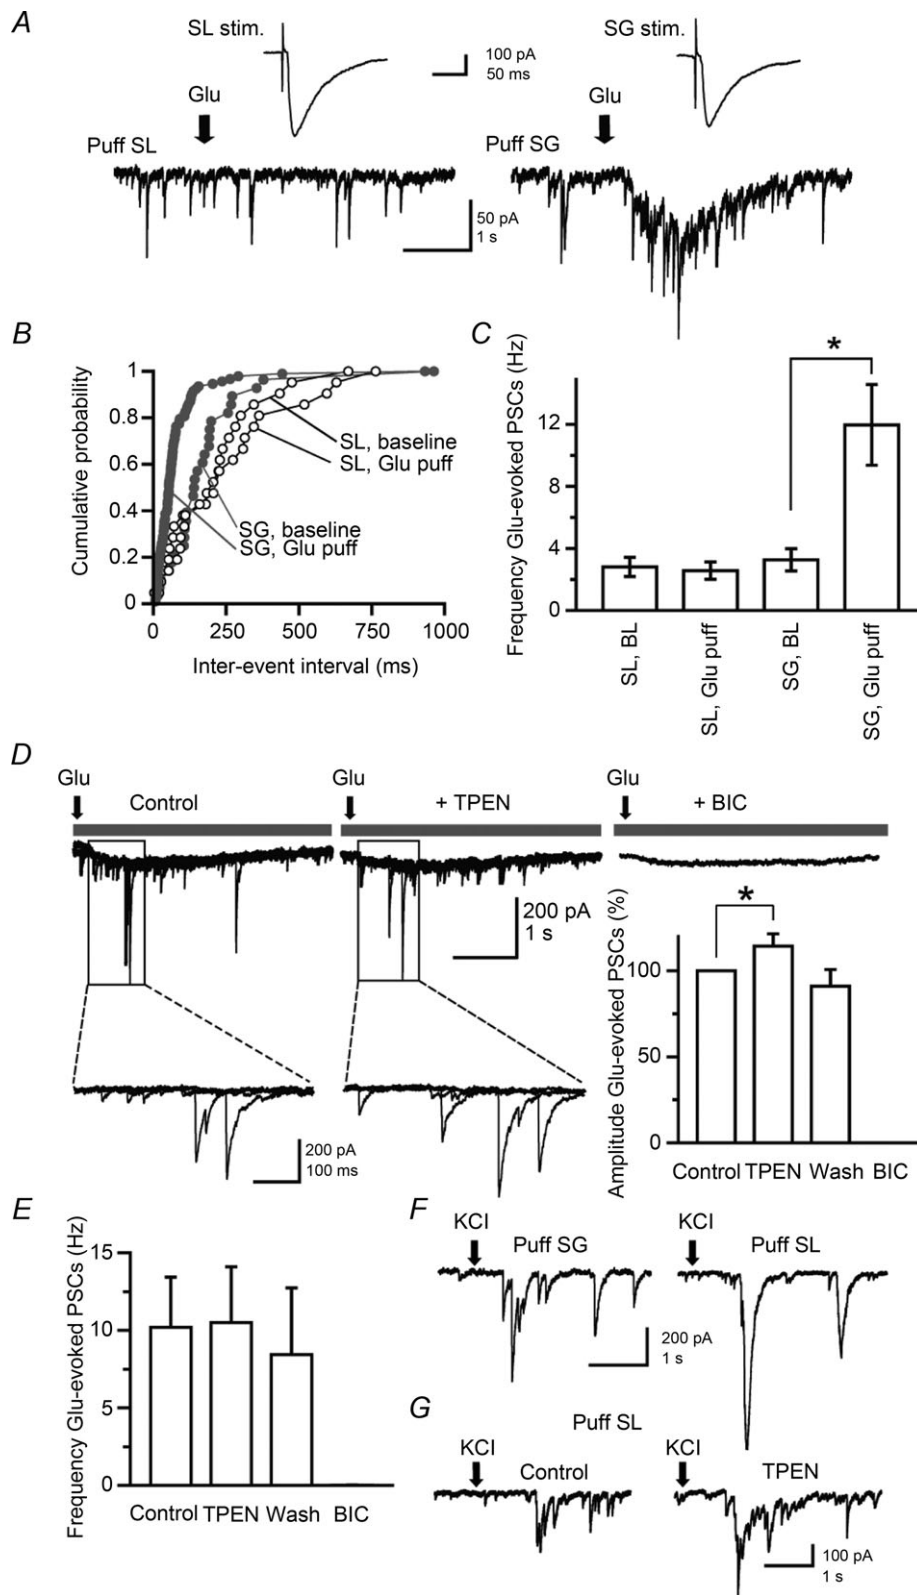 A
SL stim.
SG stim.
100 pA
50 ms
Glu
Glu
Puff SL
Puff SG
50 pA
1 s
B
Cumulative probability
1
0.8
0.6
0.4
0.2
0
SL, baseline
SL, Glu puff
SG, baseline
SG, Glu puff
0 250 500 750 1000
Inter-event interval (ms)
C
Frequency Glu-evoked PSCs (Hz)
*
12
8
4
0
SL, BL
SL, Glu puff
SG, BL
SG, Glu puff
D
Glu
Control
Glu
+ TPEN
Glu
+ BIC
200 pA
1 s
200 pA
100 ms
Amplitude Glu-evoked PSCs (%)
*
100
50
0
Control TPEN Wash BIC
E
Frequency Glu-evoked PSCs (Hz)
15
10
5
0
Control TPEN Wash BIC
F
KCl
Puff SG
KCl
Puff SL
200 pA
1 s
G
Puff SL
KCl
Control
KCl
TPEN
100 pA
1 s